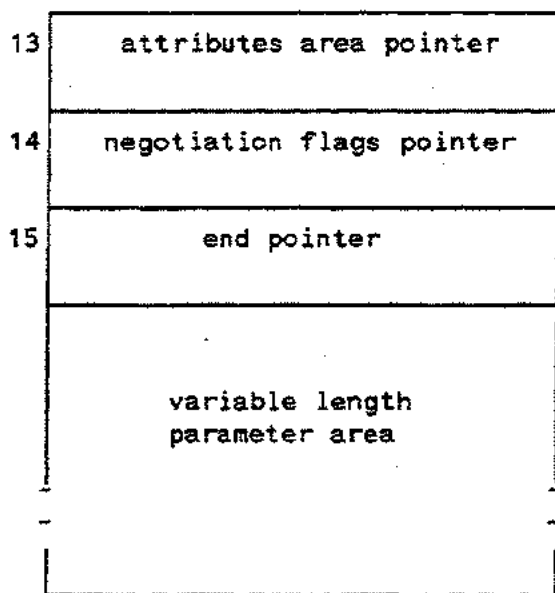 13 attributes area pointer
14 negotiation flags pointer
15 end pointer
variable length
parameter area